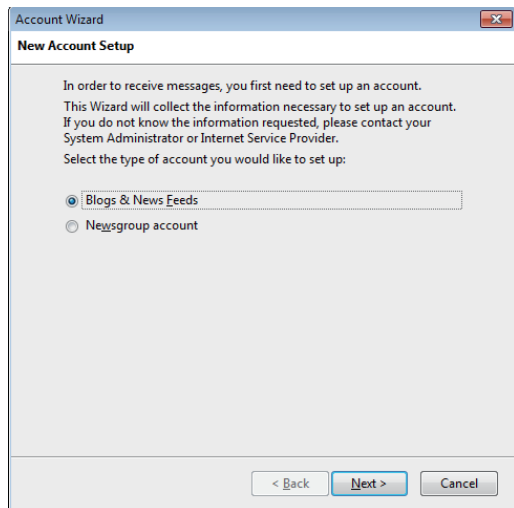 Account Wizard
New Account Setup
In order to receive messages, you first need to set up an account.
This Wizard will collect the information necessary to set up an account.
If you do not know the information requested, please contact your
System Administrator or Internet Service Provider.
Select the type of account you would like to set up:
Blogs & News Feeds
Newsgroup account
< Back Next > Cancel